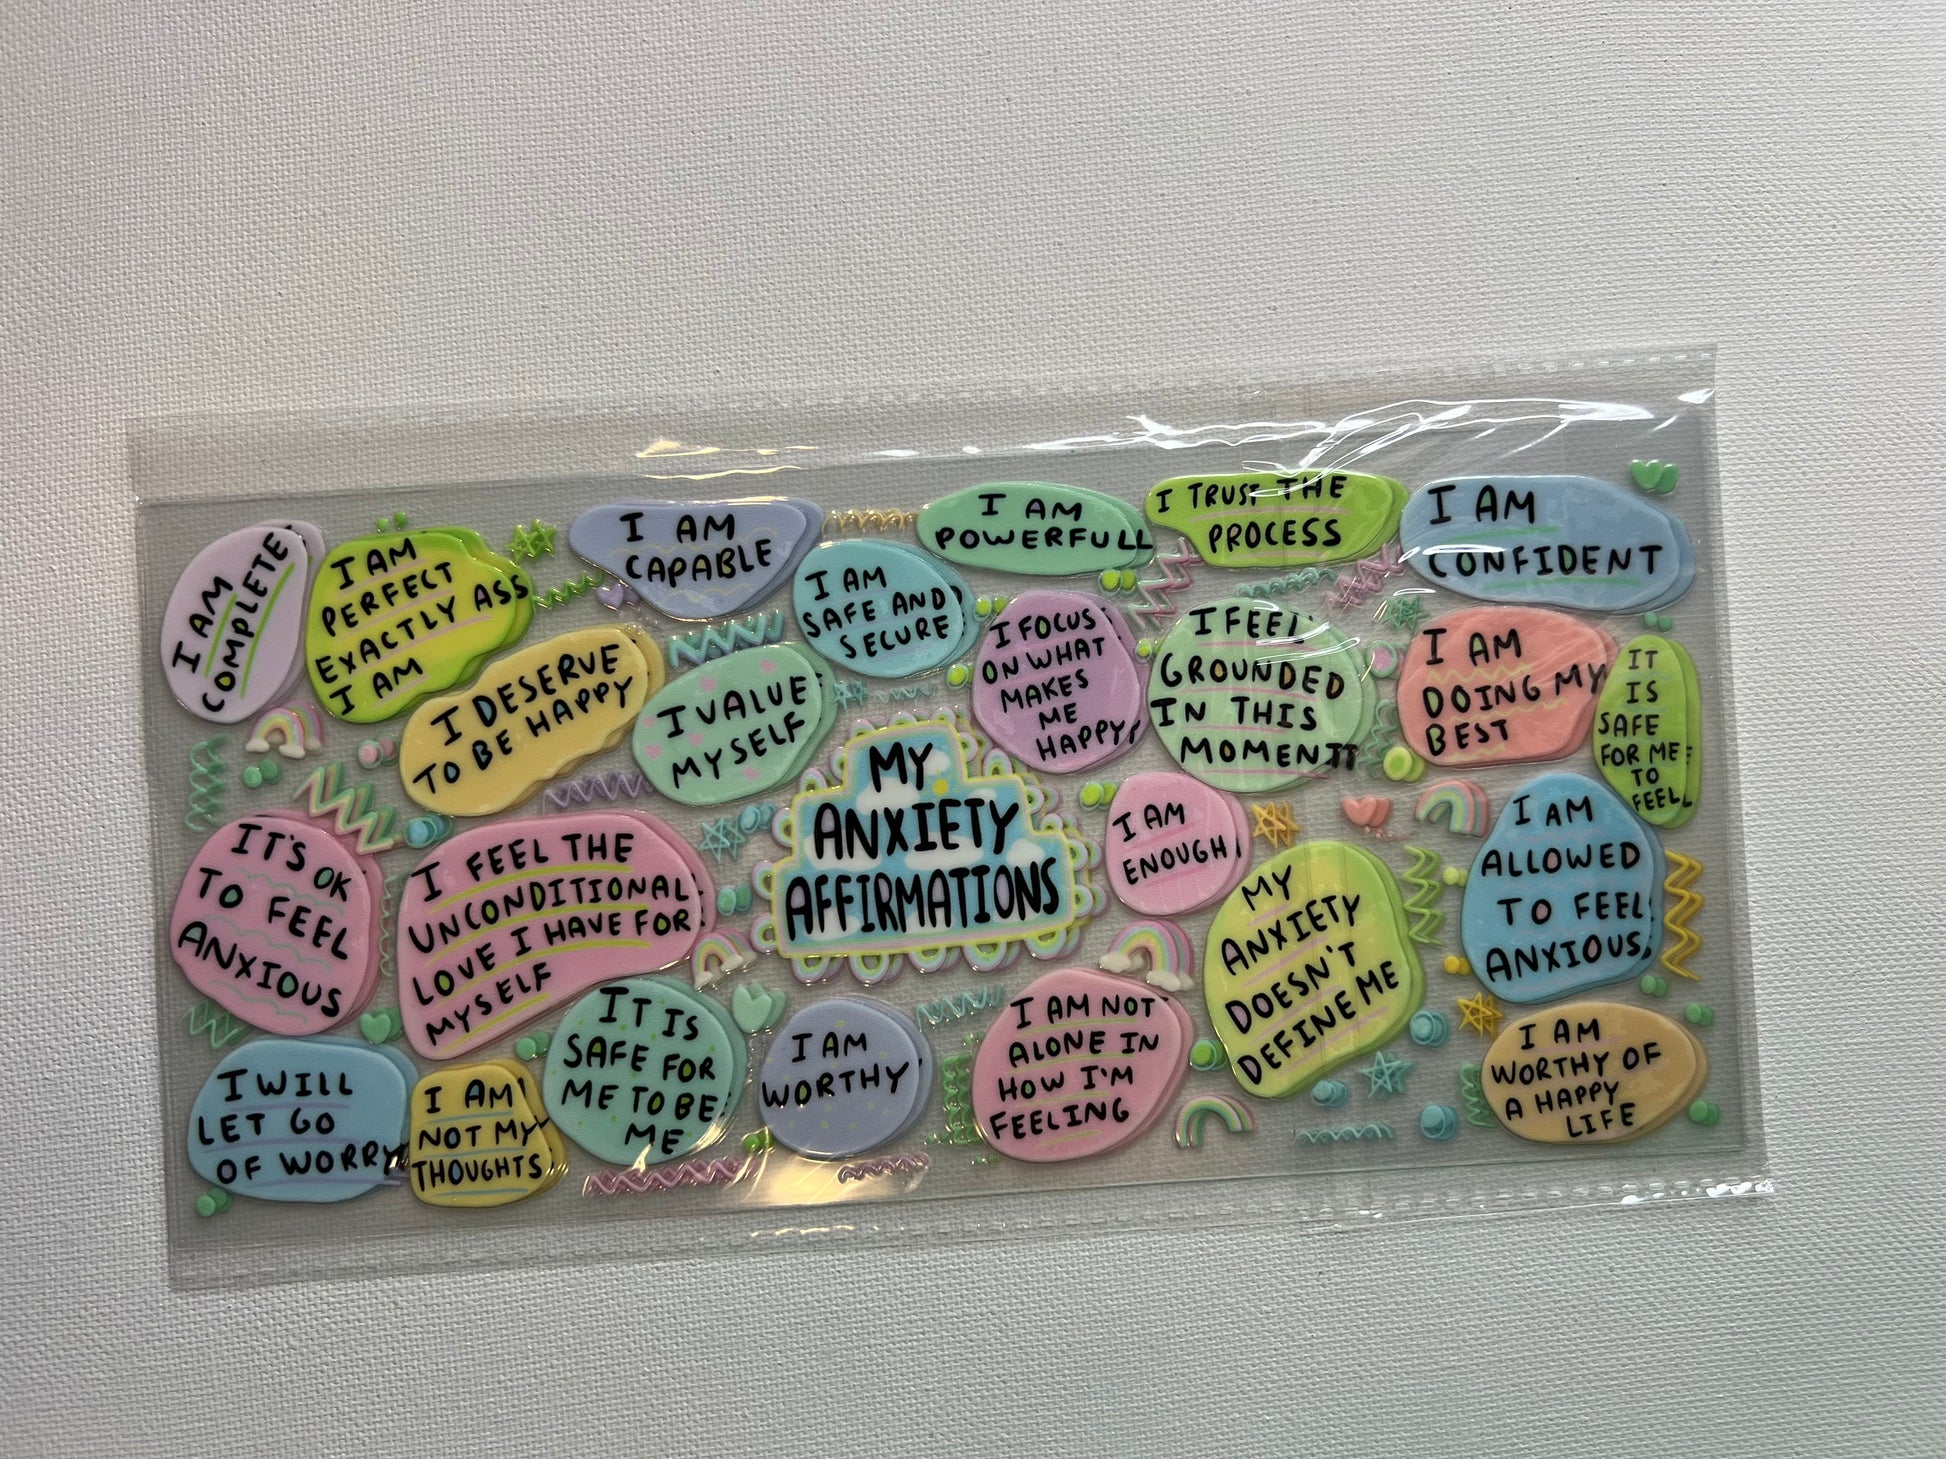 I AM
COMPLETE
I AM
PERFECT
EXACTLY AS
I AM
I AM
CAPABLE
I AM
POWERFUL
I TRUST THE
PROCESS
I AM
CONFIDENT
I DESERVE
TO BE HAPPY
I VALUE
MYSELF
I AM
SAFE AND
SECURE
I FOCUS
ON WHAT
MAKES
ME
HAPPY
I FEEL
GROUNDED
IN THIS
MOMENT
I AM
DOING MY
BEST
IT
IS
SAFE
FOR ME
TO
FEEL
IT'S OK
TO FEEL
ANXIOUS
I FEEL THE
UNCONDITIONAL
LOVE I HAVE FOR
MYSELF
MY
ANXIETY
AFFIRMATIONS
I AM
ENOUGH
MY
ANXIETY
DOESN'T
DEFINE ME
I AM
ALLOWED
TO FEEL
ANXIOUS
I WILL
LET GO
OF WORRY
I AM
NOT MY
THOUGHTS
IT IS
SAFE FOR
ME TO BE
ME
I AM
WORTHY
I AM NOT
ALONE IN
HOW I'M
FEELING
I AM
WORTHY OF
A HAPPY
LIFE